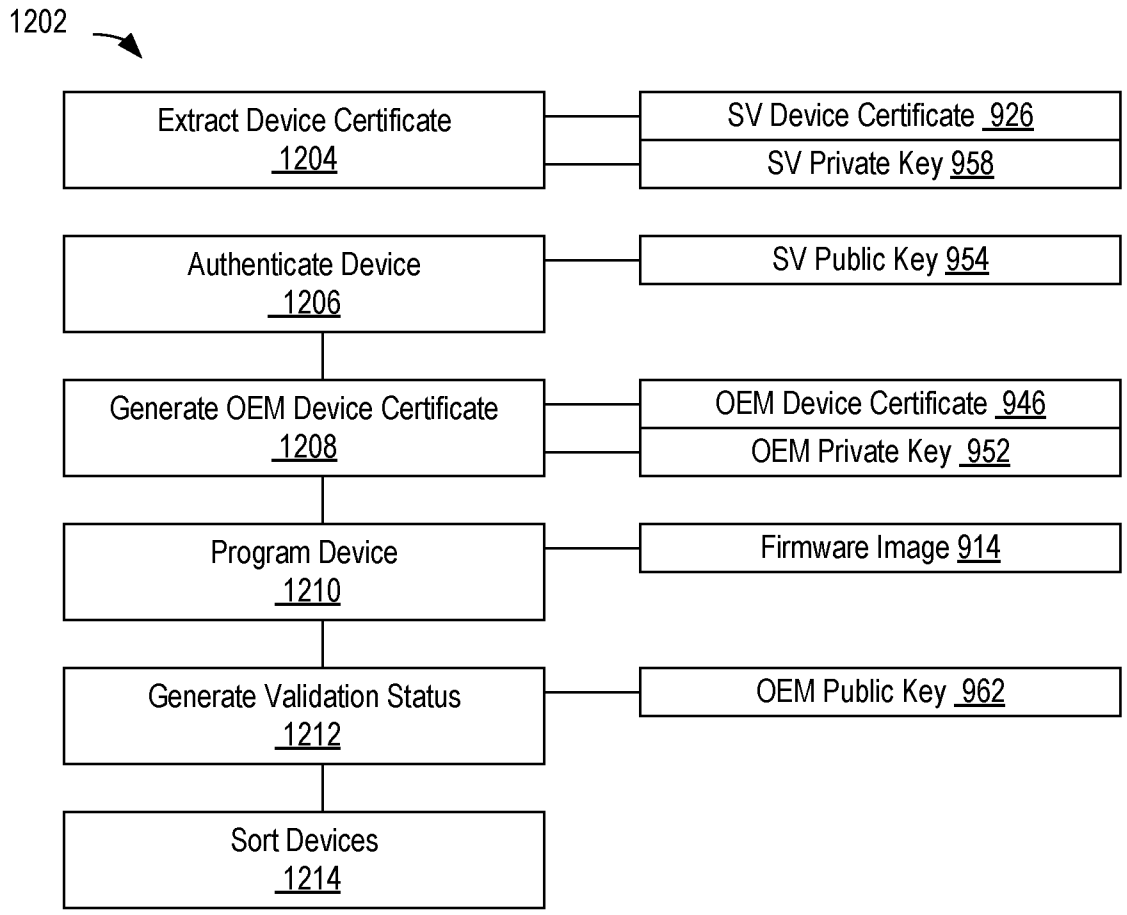 1202
Extract Device Certificate
1204
SV Device Certificate 926
SV Private Key 958
Authenticate Device
1206
SV Public Key 954
Generate OEM Device Certificate
1208
OEM Device Certificate 946
OEM Private Key 952
Program Device
1210
Firmware Image 914
Generate Validation Status
1212
OEM Public Key 962
Sort Devices
1214